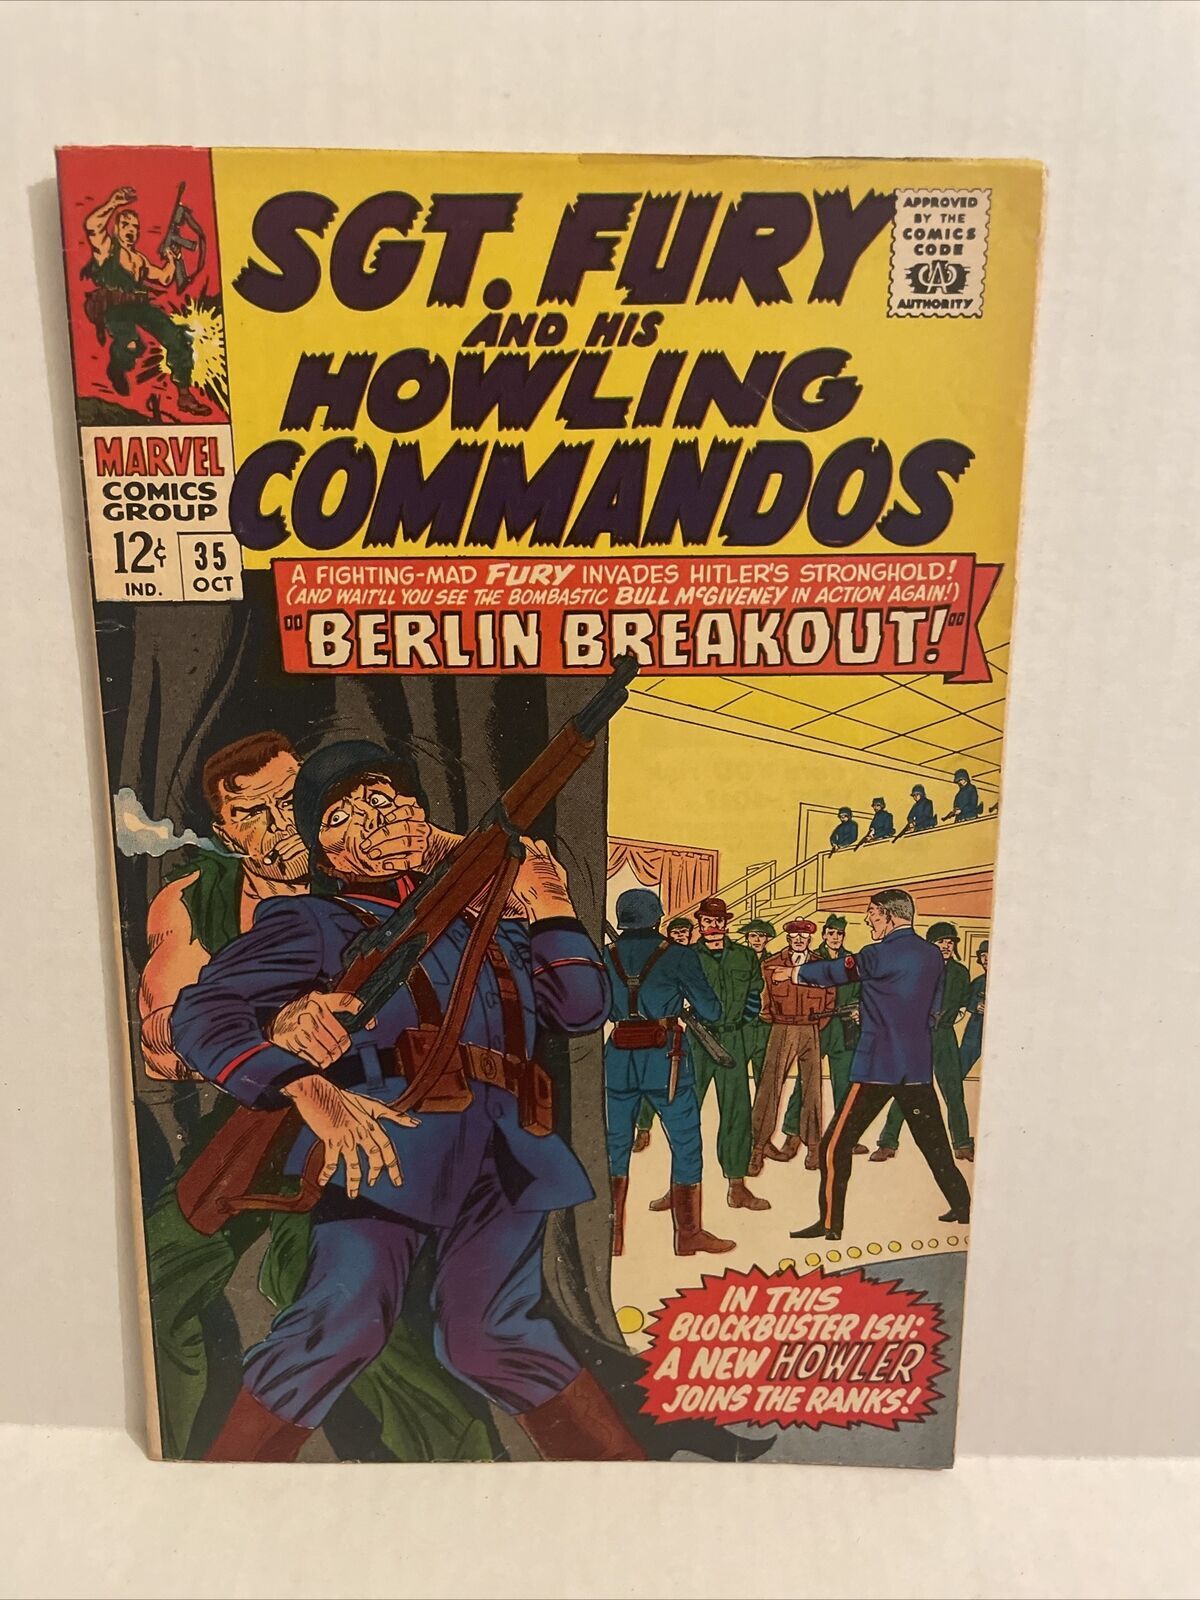 SGT. FURY
AND HIS
HOWLING
COMMANDOS
APPROVED
BY THE
COMICS
CODE
CA
AUTHORITY
MARVEL
COMICS
GROUP
12¢
IND.
35
OCT
A FIGHTING-MAD FURY INVADES HITLER'S STRONGHOLD!
(AND WAIT'LL YOU SEE THE BOMBASTIC BULL McGIVENEY IN ACTION AGAIN!)
"BERLIN BREAKOUT!"
IN THIS
BLOCKBUSTER ISH:
A NEW HOWLER
JOINS THE RANKS!